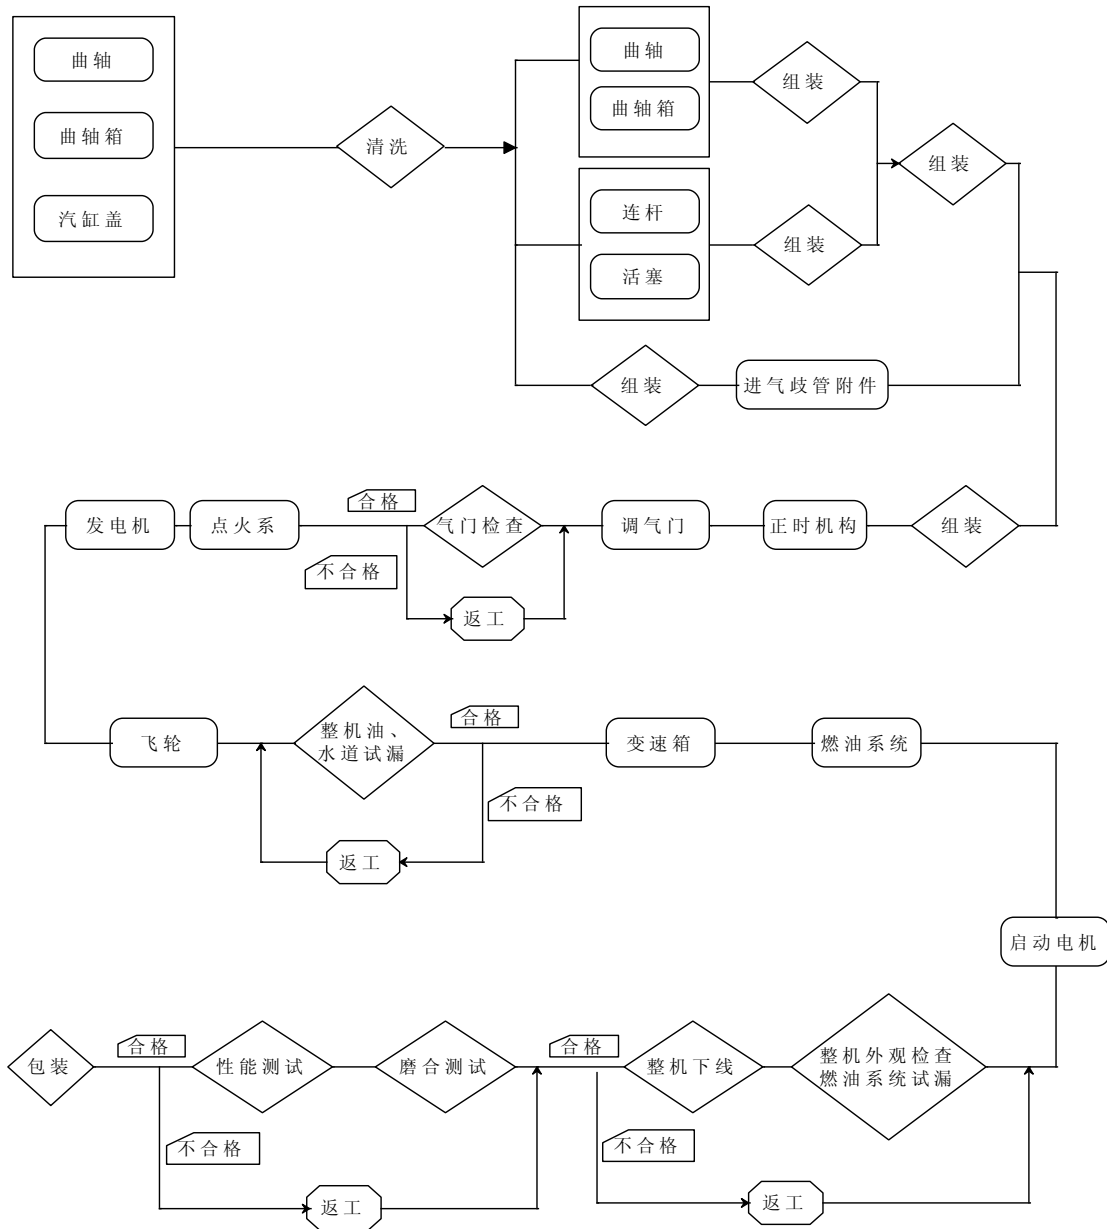 曲轴
曲轴箱
汽缸盖
清洗
曲轴
曲轴箱
组装
连杆
活塞
组装
组装
组装
进气歧管附件
发电机
点火系
合格
不合格
气门检查
返工
调气门
正时机构
组装
飞轮
整机油、
水道试漏
合格
不合格
返工
变速箱
燃油系统
启动电机
包装
合格
不合格
性能测试
返工
磨合测试
合格
不合格
整机下线
返工
整机外观检查
燃油系统试漏